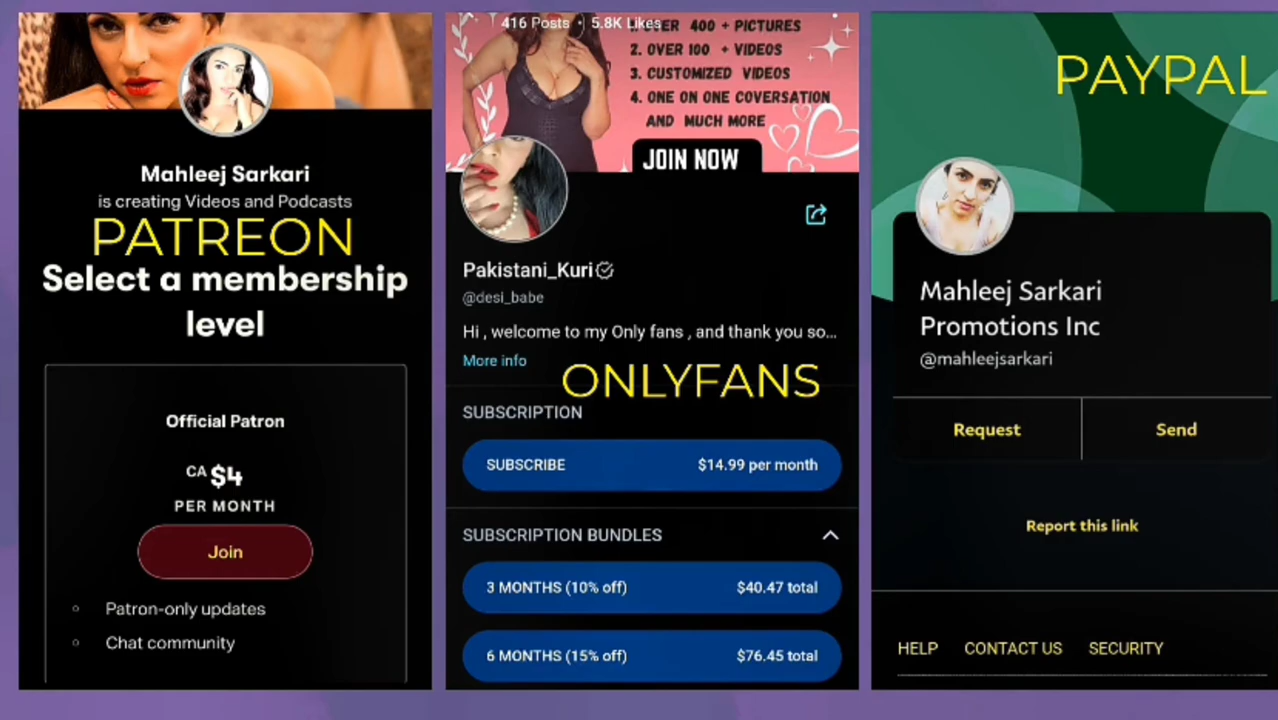 Mahleej Sarkari
is creating Videos and Podcasts
PATREON
Select a membership
level
Official Patron
CA $4
PER MONTH
Join
Patron-only updates
Chat community
416 Posts · 5.8K Likes
1. OVER 400 + PICTURES
2. OVER 100 + VIDEOS
3. CUSTOMIZED VIDEOS
4. ONE ON ONE COVERSATION
AND MUCH MORE
JOIN NOW
Pakistani_Kuri
@desi_babe
Hi , welcome to my Only fans , and thank you so...
More info
ONLYFANS
SUBSCRIPTION
SUBSCRIBE $14.99 per month
SUBSCRIPTION BUNDLES
3 MONTHS (10% off) $40.47 total
6 MONTHS (15% off) $76.45 total
PAYPAL
Mahleej Sarkari
Promotions Inc
@mahleejsarkari
Request Send
Report this link
HELP CONTACT US SECURITY